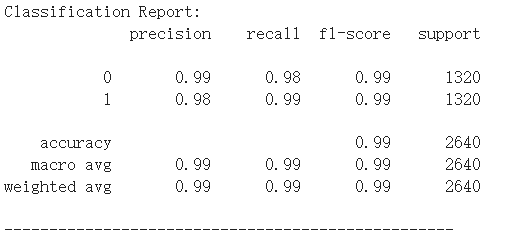 Classification Report:
precision recall f1-score support
0 0.99 0.98 0.99 1320
1 0.98 0.99 0.99 1320
accuracy 0.99 2640
macro avg 0.99 0.99 0.99 2640
weighted avg 0.99 0.99 0.99 2640
--------------------------------------------------